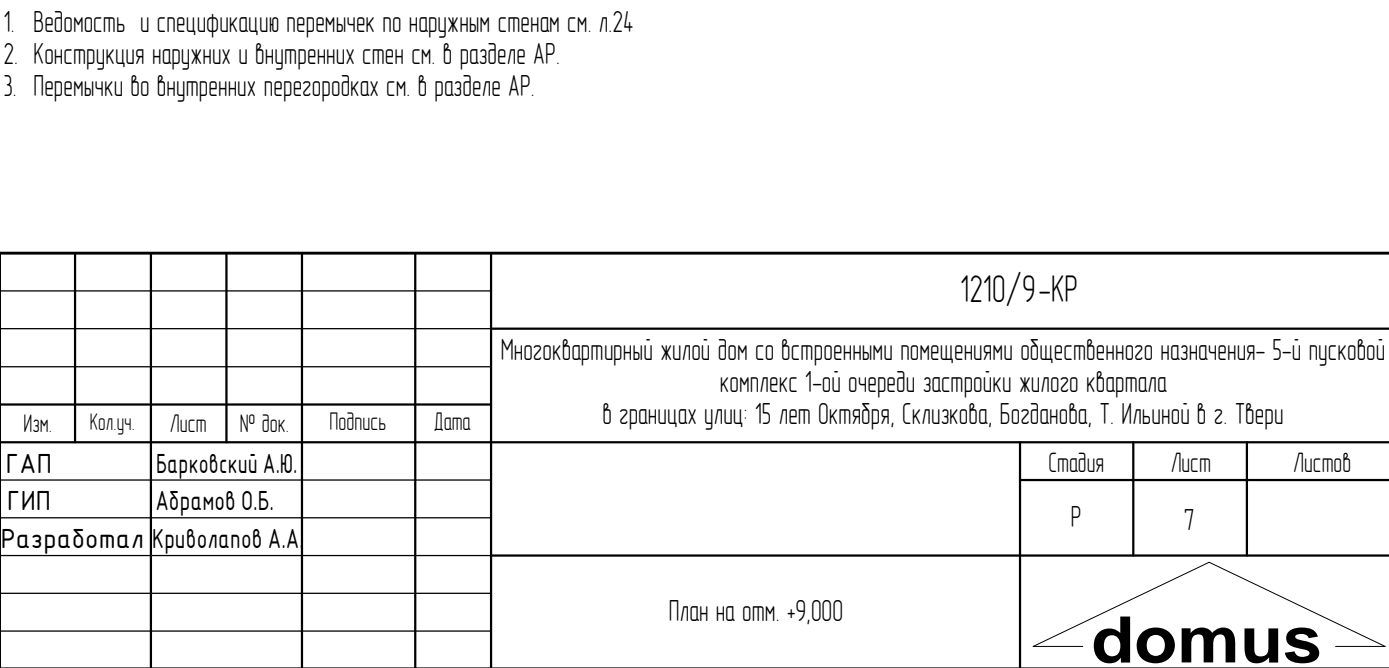 1. Ведомость и спецификацию перемычек по наружным стенам см. л.24
2. Конструкция наружних и внутренних стен см. в разделе АР.
3. Перемычки во внутренних перегородках см. в разделе АР.
1210/9-КР
Многоквартирный жилой дом со встроенными помещениями общественного назначения- 5-й пусковой
комплекс 1-ой очереди застройки жилого квартала
в границах улиц: 15 лет Октября, Склизкова, Богданова, Т. Ильиной в г. Твери
Изм. Кол.уч. Лист № док. Подпись Дата
ГАП Барковский А.Ю.
Стадия Лист Листов
ГИП Абрамов О.Б.
Р 7
Разработал Криволапов А.А
План на отм. +9,000
domus